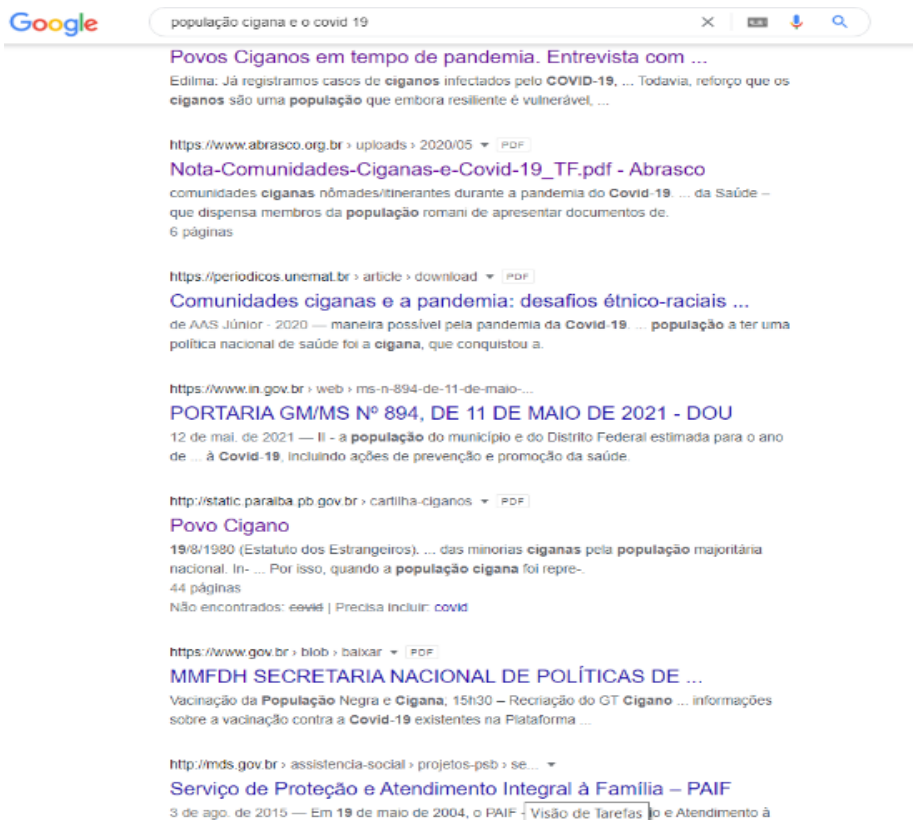 Google
população cigana e o covid 19
Povos Ciganos em tempo de pandemia. Entrevista com ...
Edilma: Já registramos casos de ciganos infectados pelo COVID-19, ... Todavia, reforço que os
ciganos são uma população que embora resiliente é vulnerável, ...
https://www.abrasco.org.br › uploads › 2020/05 PDF
Nota-Comunidades-Ciganas-e-Covid-19_TF.pdf - Abrasco
comunidades ciganas nômades/itinerantes durante a pandemia do Covid-19. ... da Saúde –
que dispensa membros da população romani de apresentar documentos de.
6 páginas
https://periodicos.unemat.br › article › download PDF
Comunidades ciganas e a pandemia: desafios étnico-raciais ...
de AAS Júnior · 2020 — maneira possível pela pandemia da Covid-19. ... população a ter uma
política nacional de saúde foi a cigana, que conquistou a.
https://www.in.gov.br › web › ms-n-894-de-11-de-maio-...
PORTARIA GM/MS Nº 894, DE 11 DE MAIO DE 2021 - DOU
12 de mai. de 2021 — II - a população do município e do Distrito Federal estimada para o ano
de ... à Covid-19, incluindo ações de prevenção e promoção da saúde.
http://static.paraiba.pb.gov.br › cartilha-ciganos PDF
Povo Cigano
19/8/1980 (Estatuto dos Estrangeiros). ... das minorias ciganas pela população majoritária
nacional. In- ... Por isso, quando a população cigana foi repre-.
44 páginas
Não encontrados: covid | Precisa incluir: covid
https://www.gov.br › blob › baixar PDF
MMFDH SECRETARIA NACIONAL DE POLÍTICAS DE ...
Vacinação da População Negra e Cigana; 15h30 – Recriação do GT Cigano ... informações
sobre a vacinação contra a Covid-19 existentes na Plataforma ...
http://mds.gov.br › assistencia-social › projetos-psb › se...
Serviço de Proteção e Atendimento Integral à Família – PAIF
3 de ago. de 2015 — Em 19 de maio de 2004, o PAIF - Visão de Tarefas o e Atendimento à